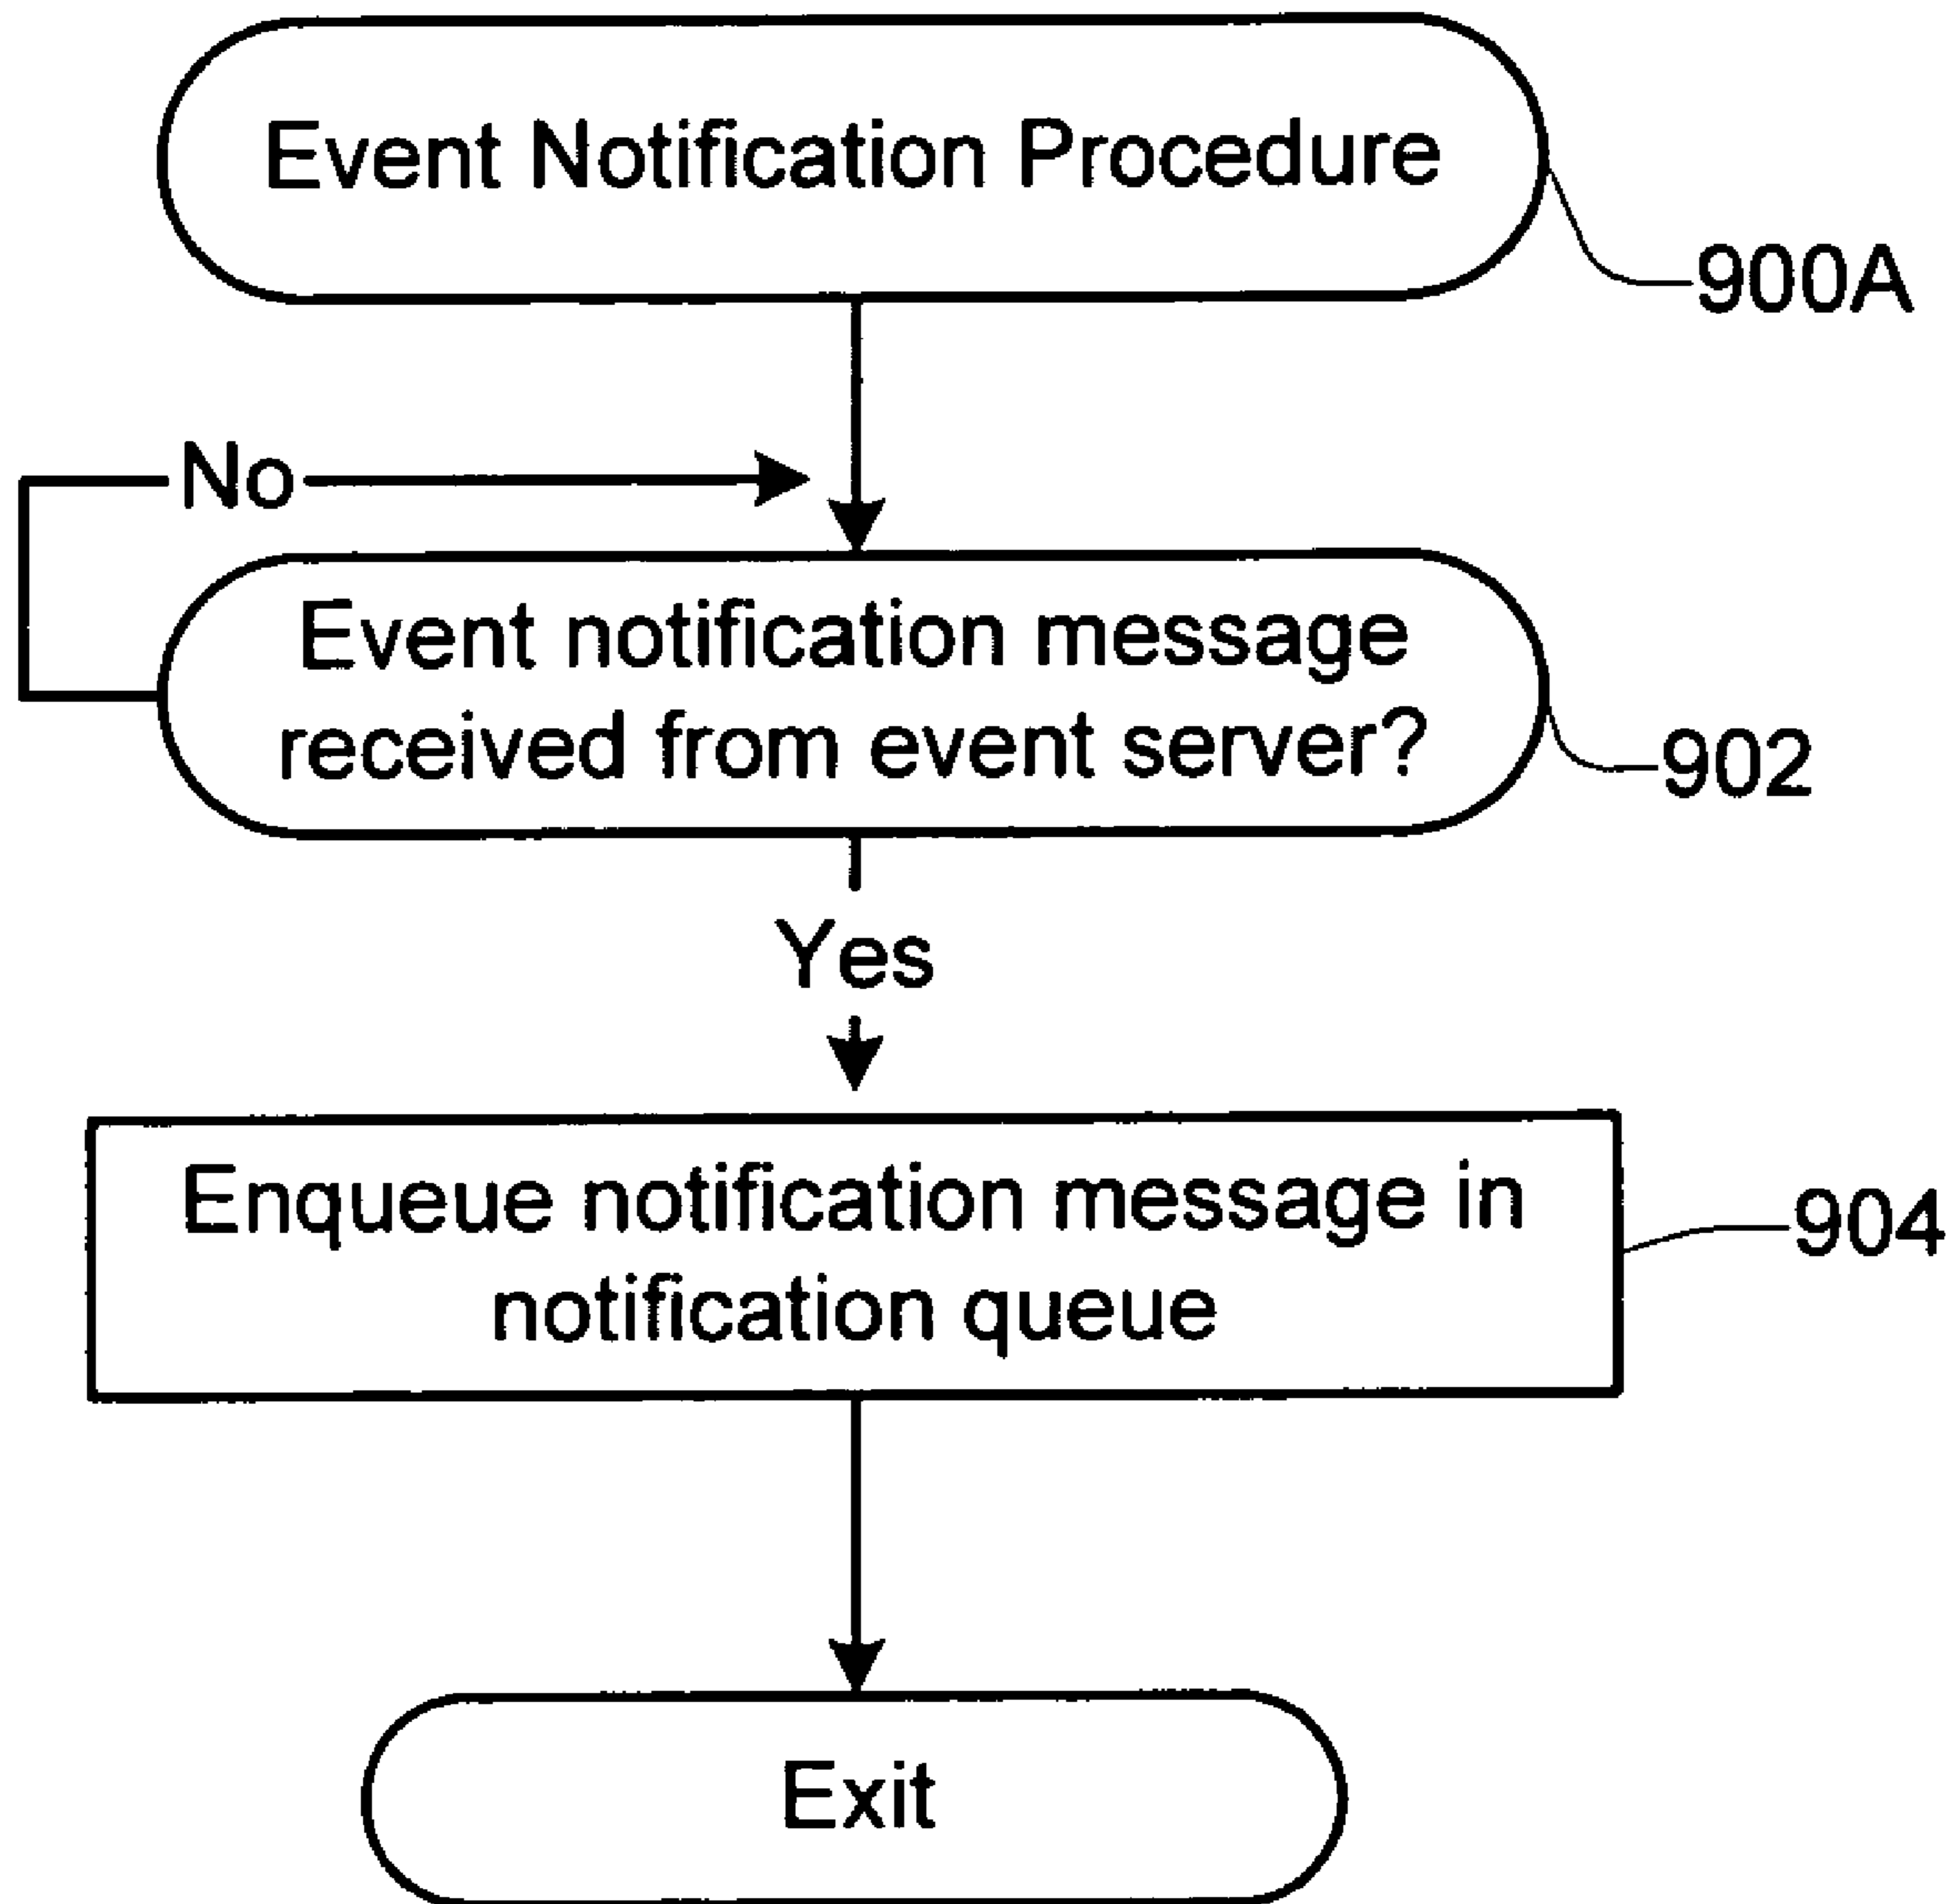 Event Notification Procedure
900A
No
Event notification message
received from event server?
902
Yes
Enqueue notification message in
notification queue
904
Exit